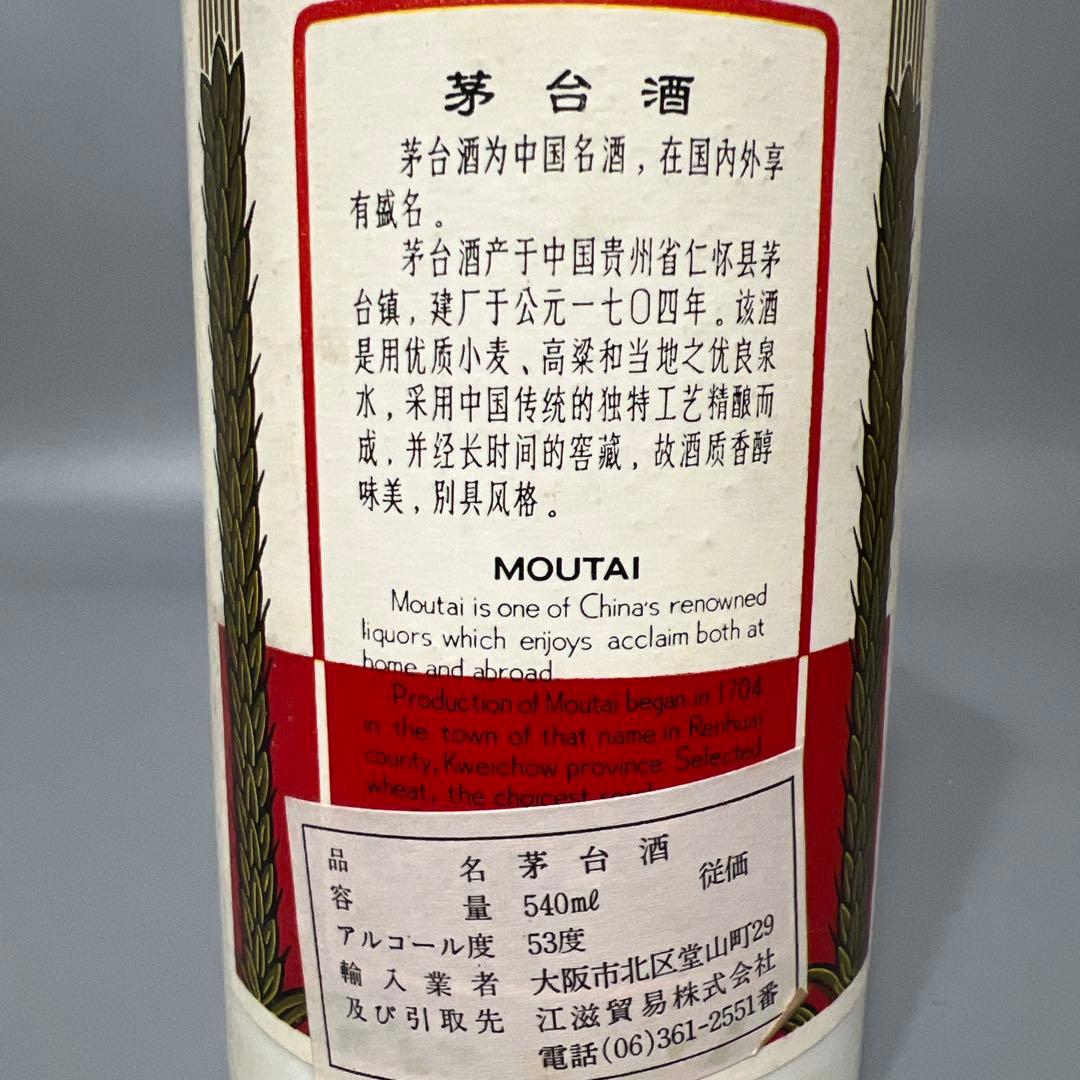 茅台酒
茅台酒为中国名酒，在国内外享
有盛名。
茅台酒产于中国贵州省仁怀县茅
台镇，建厂于公元一七〇四年。该酒
是用优质小麦、高粱和当地之优良泉
水，采用中国传统的独特工艺精酿而
成，并经长时间的窖藏，故酒质香醇
味美，别具风格。
MOUTAI
Moutai is one of China's renowned
liquors which enjoys acclaim both at
home and abroad.
Production of Moutai began in 1704
in the town of that name in Renhuai
county, Kweichow province. Selected
wheat, the choicest
品名 茅台酒
従価
容量 540ml
アルコール度 53度
輸入業者 大阪市北区堂山町29
及び引取先 江滋貿易株式会社
電話(06)361-2551番